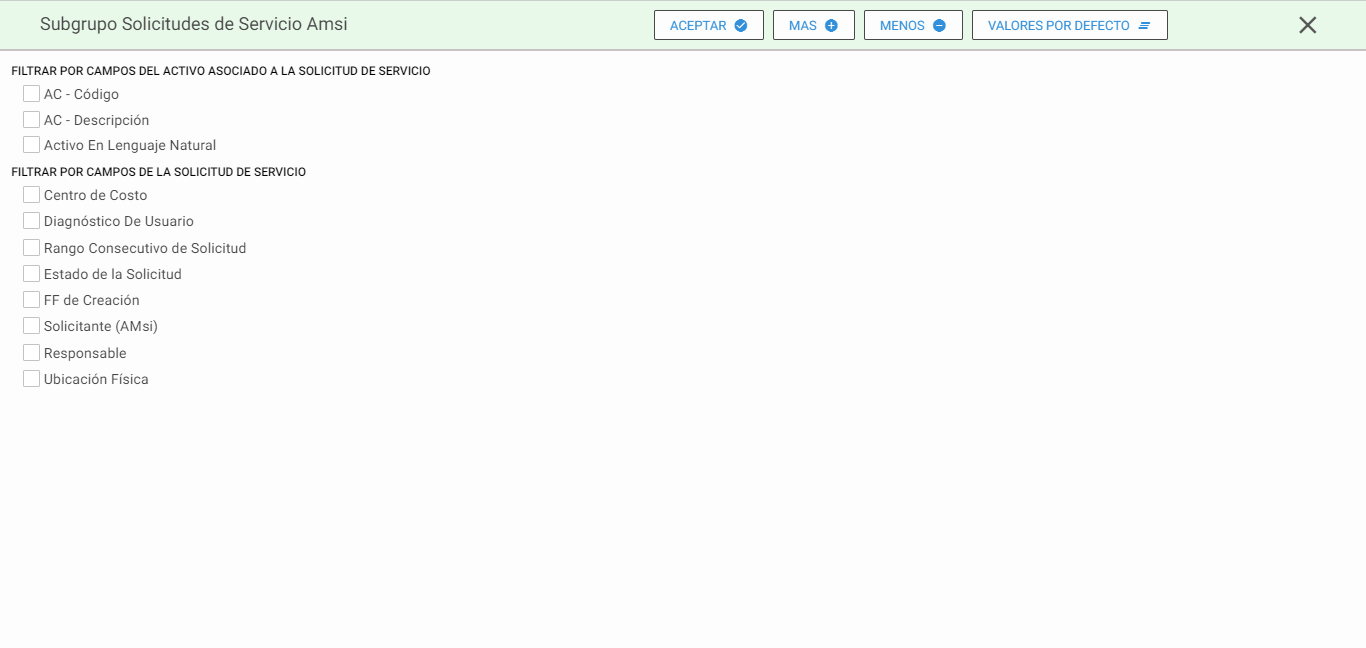 Subgrupo Solicitudes de Servicio Amsi
ACEPTAR
MAS
MENOS
VALORES POR DEFECTO
FILTRAR POR CAMPOS DEL ACTIVO ASOCIADO A LA SOLICITUD DE SERVICIO
AC - Código
AC - Descripción
Activo En Lenguaje Natural
FILTRAR POR CAMPOS DE LA SOLICITUD DE SERVICIO
Centro de Costo
Diagnóstico De Usuario
Rango Consecutivo de Solicitud
Estado de la Solicitud
FF de Creación
Solicitante (AMsi)
Responsable
Ubicación Física